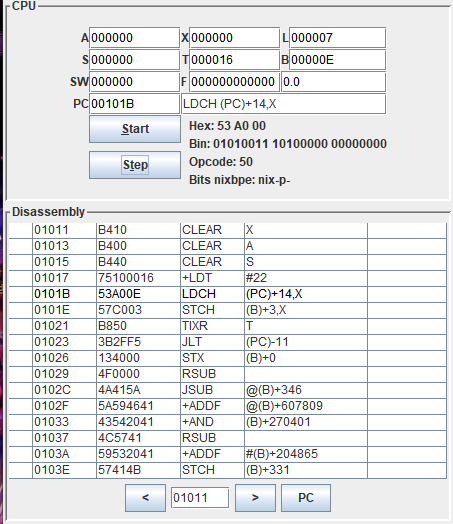 CPU
A 000000 X 000000 L 000007
S 000000 T 000016 B 00000E
SW 000000 F 000000000000 0.0
PC 00101B LDCH (PC)+14,X
Start
Hex: 53 A0 00
Bin: 01010011 10100000 00000000
Step
Opcode: 50
Bits nixbpe: nix-p-
Disassembly
01011 B410 CLEAR X
01013 B400 CLEAR A
01015 B440 CLEAR S
01017 75100016 +LDT #22
0101B 53A00E LDCH (PC)+14,X
0101E 57C003 STCH (B)+3,X
01021 B850 TIXR T
01023 3B2FF5 JLT (PC)-11
01026 134000 STX (B)+0
01029 4F0000 RSUB
0102C 4A415A JSUB @(B)+346
0102F 5A594641 +ADDF @(B)+607809
01033 43542041 +AND (B)+270401
01037 4C5741 RSUB
0103A 59532041 +ADDF #(B)+204865
0103E 57414B STCH (B)+331
< 01011 > PC